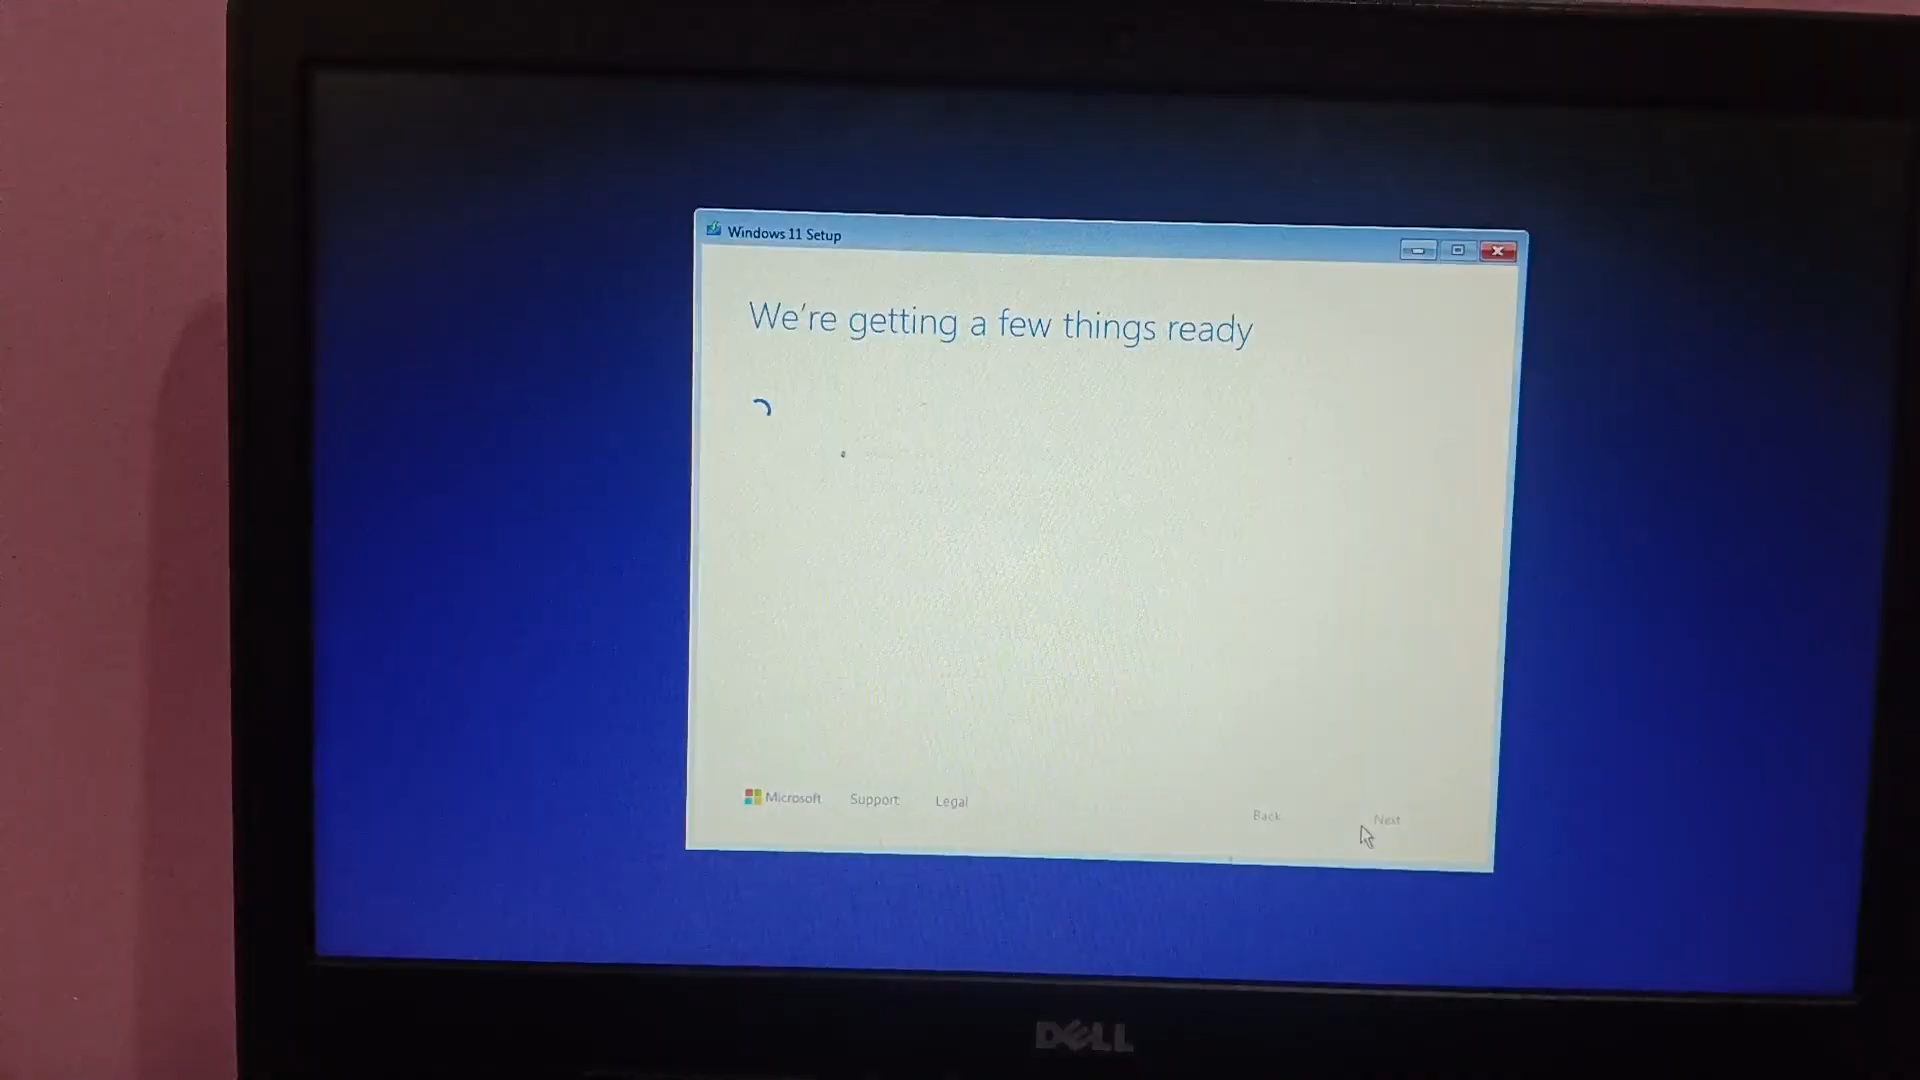 Windows 11 Setup
We're getting a few things ready
Microsoft Support Legal
Back Next
DELL